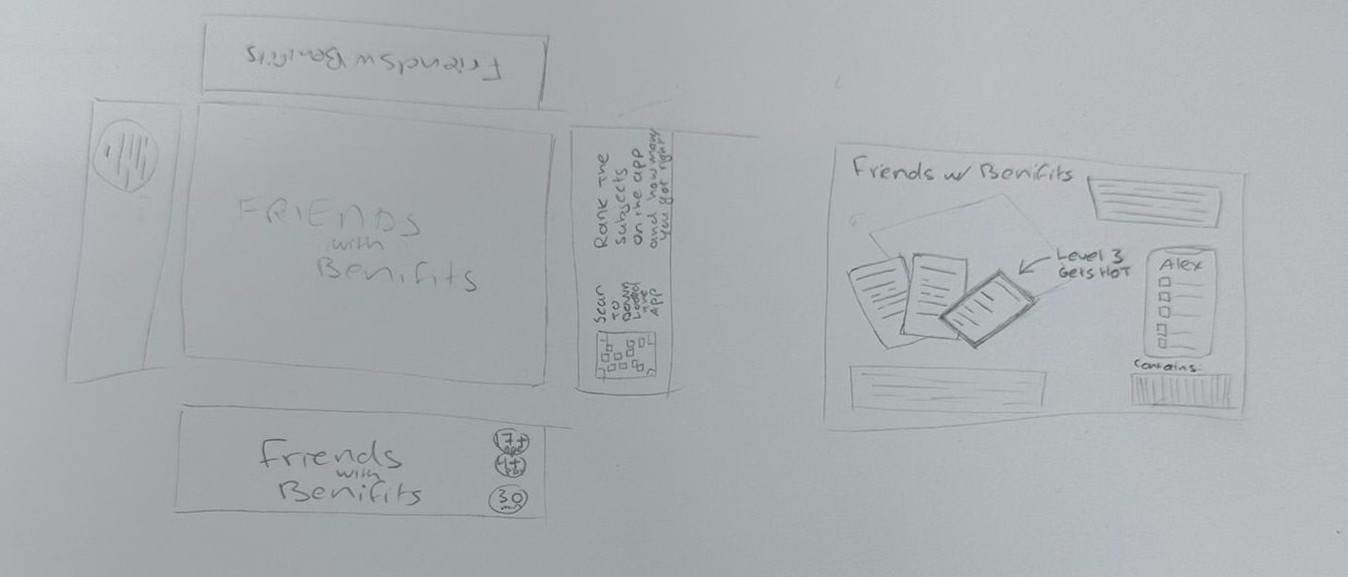 Friends w Benifits
FRIENDS
with
Benifits
Rank The
subjects
on the app
and how many
you got right
Scan
To
Down
Load
The
APP
Friends
with
Benifits
17+
4+
30
min
Friends w/ Benifits
Level 3
Gets HOT
Alex
Contains: